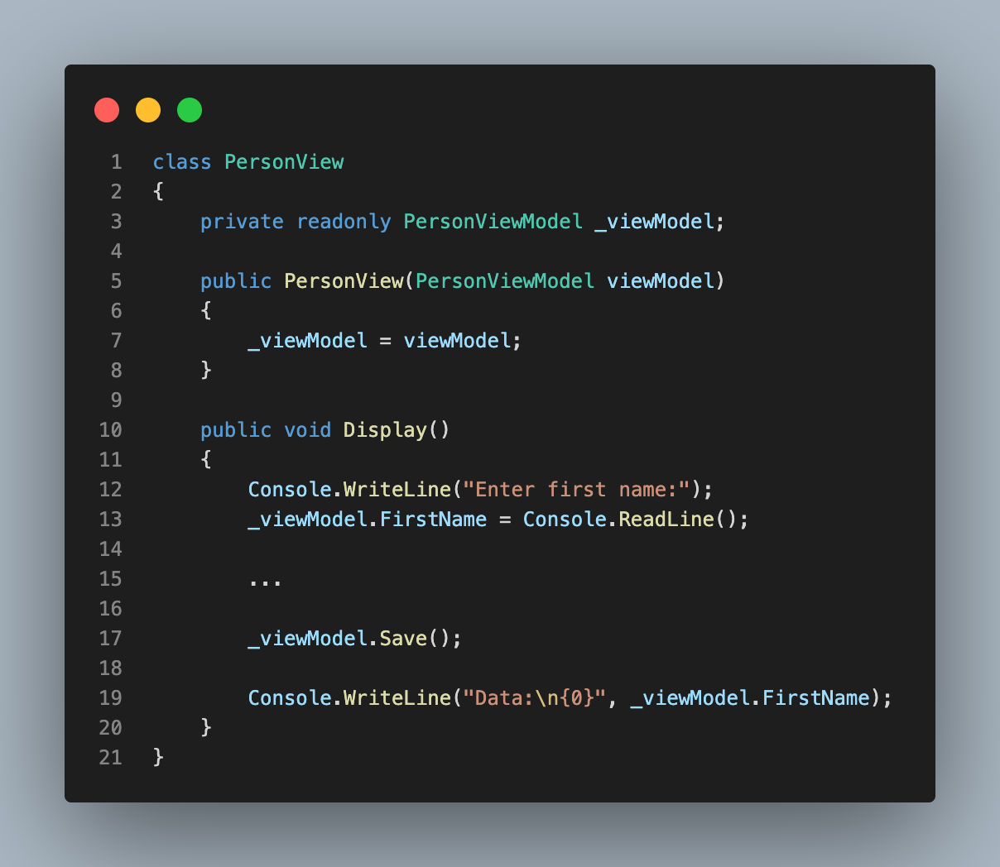 1 class PersonView
2 {
3     private readonly PersonViewModel _viewModel;
4
5     public PersonView(PersonViewModel viewModel)
6     {
7         _viewModel = viewModel;
8     }
9
10     public void Display()
11     {
12         Console.WriteLine("Enter first name:");
13         _viewModel.FirstName = Console.ReadLine();
14
15         ...
16
17         _viewModel.Save();
18
19         Console.WriteLine("Data:\n{0}", _viewModel.FirstName);
20     }
21 }